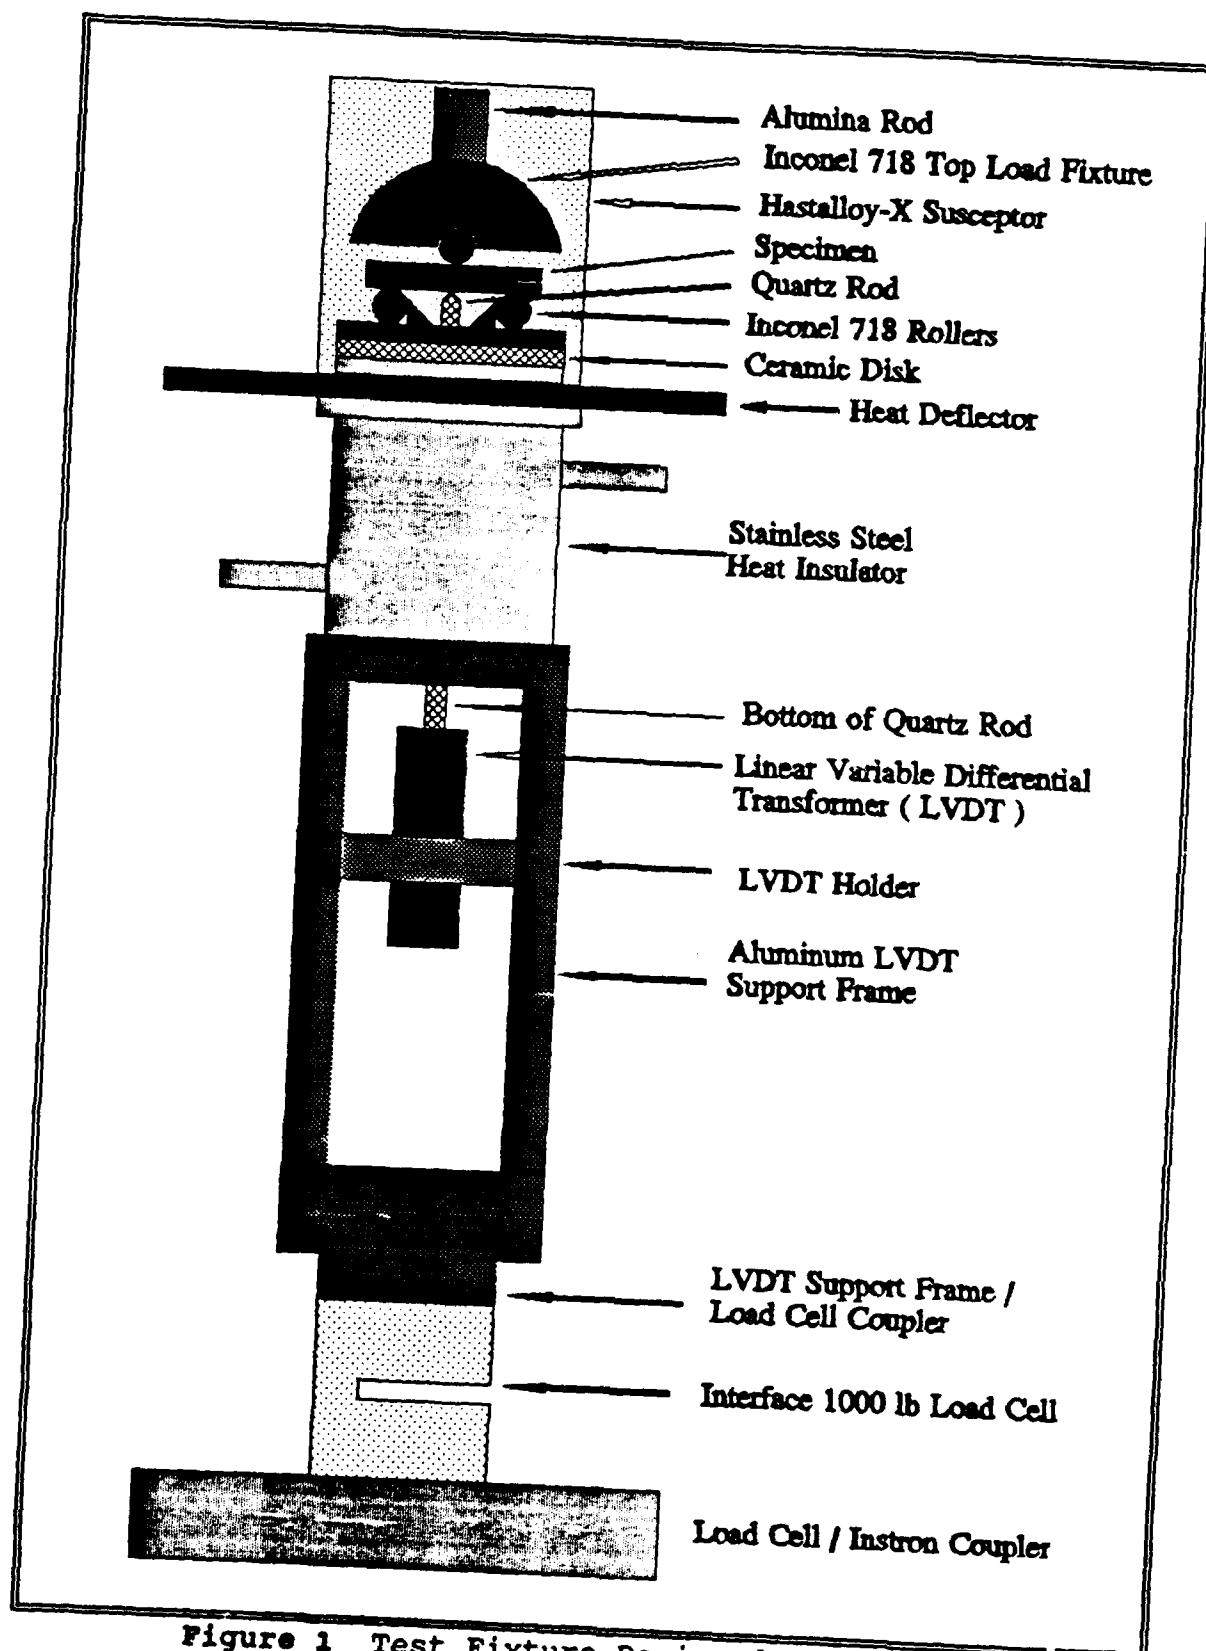 Alumina Rod
Inconel 718 Top Load Fixture
Hastalloy-X Susceptor
Specimen
Quartz Rod
Inconel 718 Rollers
Ceramic Disk
Heat Deflector
Stainless Steel
Heat Insulator
Bottom of Quartz Rod
Linear Variable Differential
Transformer ( LVDT )
LVDT Holder
Aluminum LVDT
Support Frame
LVDT Support Frame /
Load Cell Coupler
Interface 1000 lb Load Cell
Load Cell / Instron Coupler
Figure 1 Test Fixture